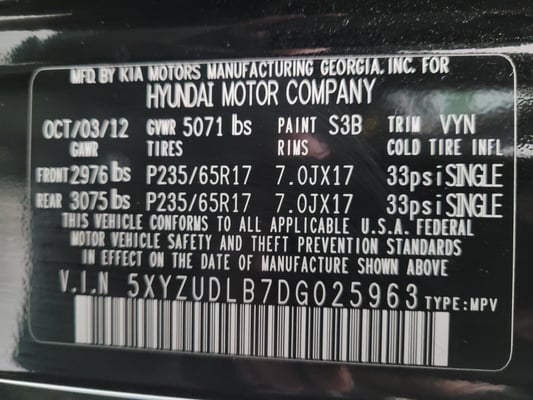 MFD. BY KIA MOTORS MANUFACTURING GEORGIA, INC. FOR
HYUNDAI MOTOR COMPANY
OCT/03/12 GVWR 5071 lbs PAINT S3B TRIM VYN
GAWR TIRES RIMS COLD TIRE INFL
FRONT 2976 lbs P235/65R17 7.0JX17 33psi SINGLE
REAR 3075 lbs P235/65R17 7.0JX17 33psi SINGLE
THIS VEHICLE CONFORMS TO ALL APPLICABLE U.S.A. FEDERAL
MOTOR VEHICLE SAFETY AND THEFT PREVENTION STANDARDS
IN EFFECT ON THE DATE OF MANUFACTURE SHOWN ABOVE
V.I.N 5XYZUDLB7DG025963 TYPE:MPV